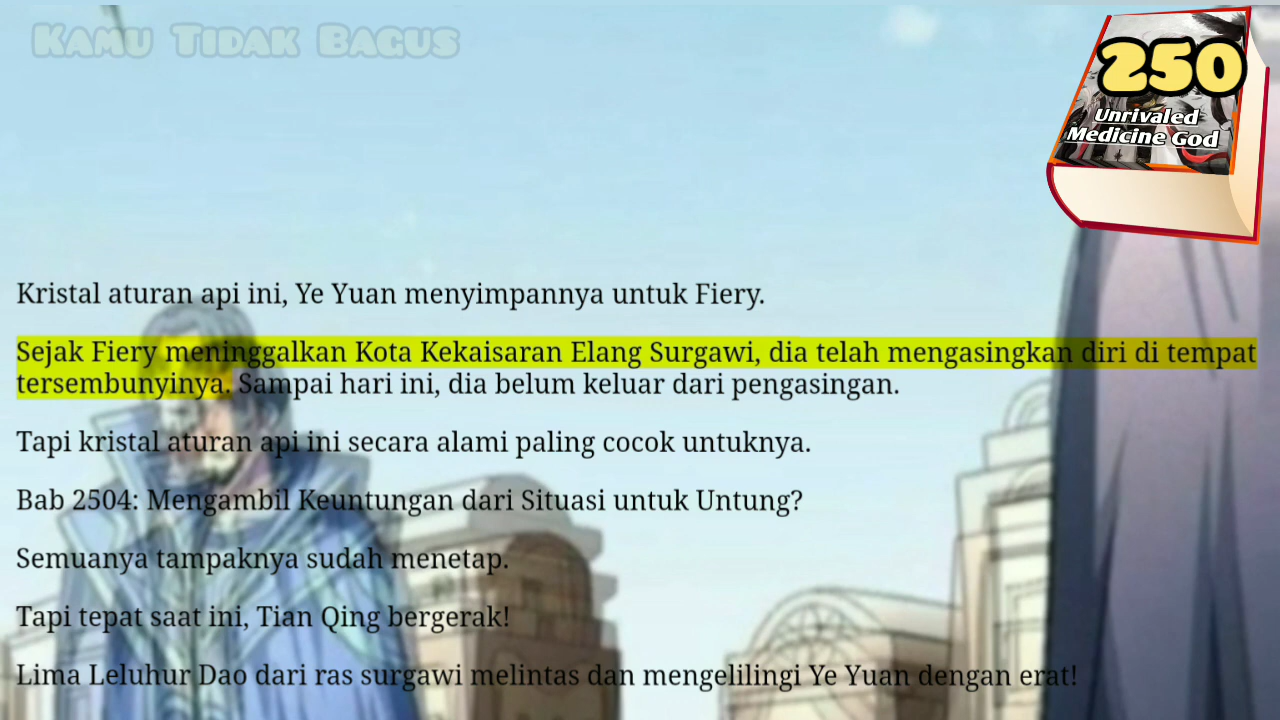 Kamu Tidak Bagus
250
Unrivaled
Medicine God
Kristal aturan api ini, Ye Yuan menyimpannya untuk Fiery.
Sejak Fiery meninggalkan Kota Kekaisaran Elang Surgawi, dia telah mengasingkan diri di tempat
tersembunyinya. Sampai hari ini, dia belum keluar dari pengasingan.
Tapi kristal aturan api ini secara alami paling cocok untuknya.
Bab 2504: Mengambil Keuntungan dari Situasi untuk Untung?
Semuanya tampaknya sudah menetap.
Tapi tepat saat ini, Tian Qing bergerak!
Lima Leluhur Dao dari ras surgawi melintas dan mengelilingi Ye Yuan dengan erat!